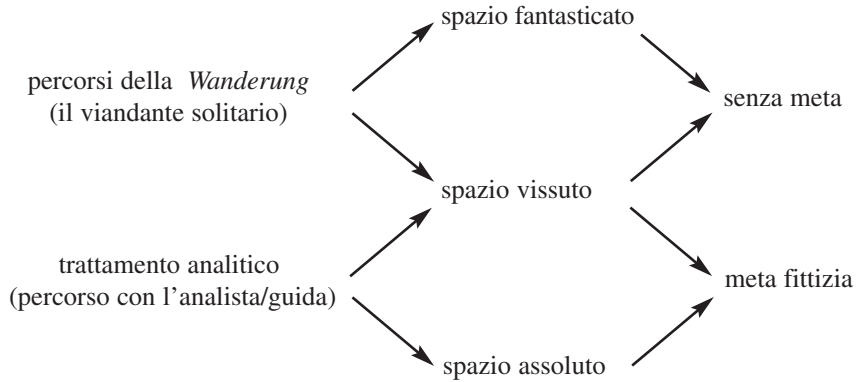 spazio fantasticato
percorsi della Wanderung
(il viandante solitario)
senza meta
spazio vissuto
trattamento analitico
(percorso con l'analista/guida)
meta fittizia
spazio assoluto